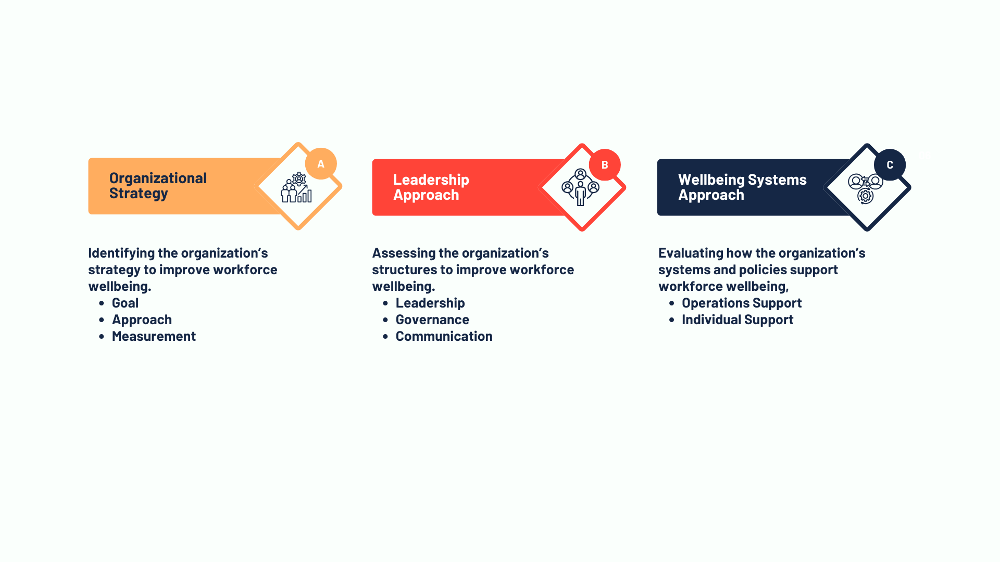 Organizational
Strategy
A
Identifying the organization’s
strategy to improve workforce
wellbeing.
• Goal
• Approach
• Measurement
Leadership
Approach
B
Assessing the organization’s
structures to improve workforce
wellbeing.
• Leadership
• Governance
• Communication
Wellbeing Systems
Approach
C
Evaluating how the organization’s
systems and policies support
workforce wellbeing,
• Operations Support
• Individual Support